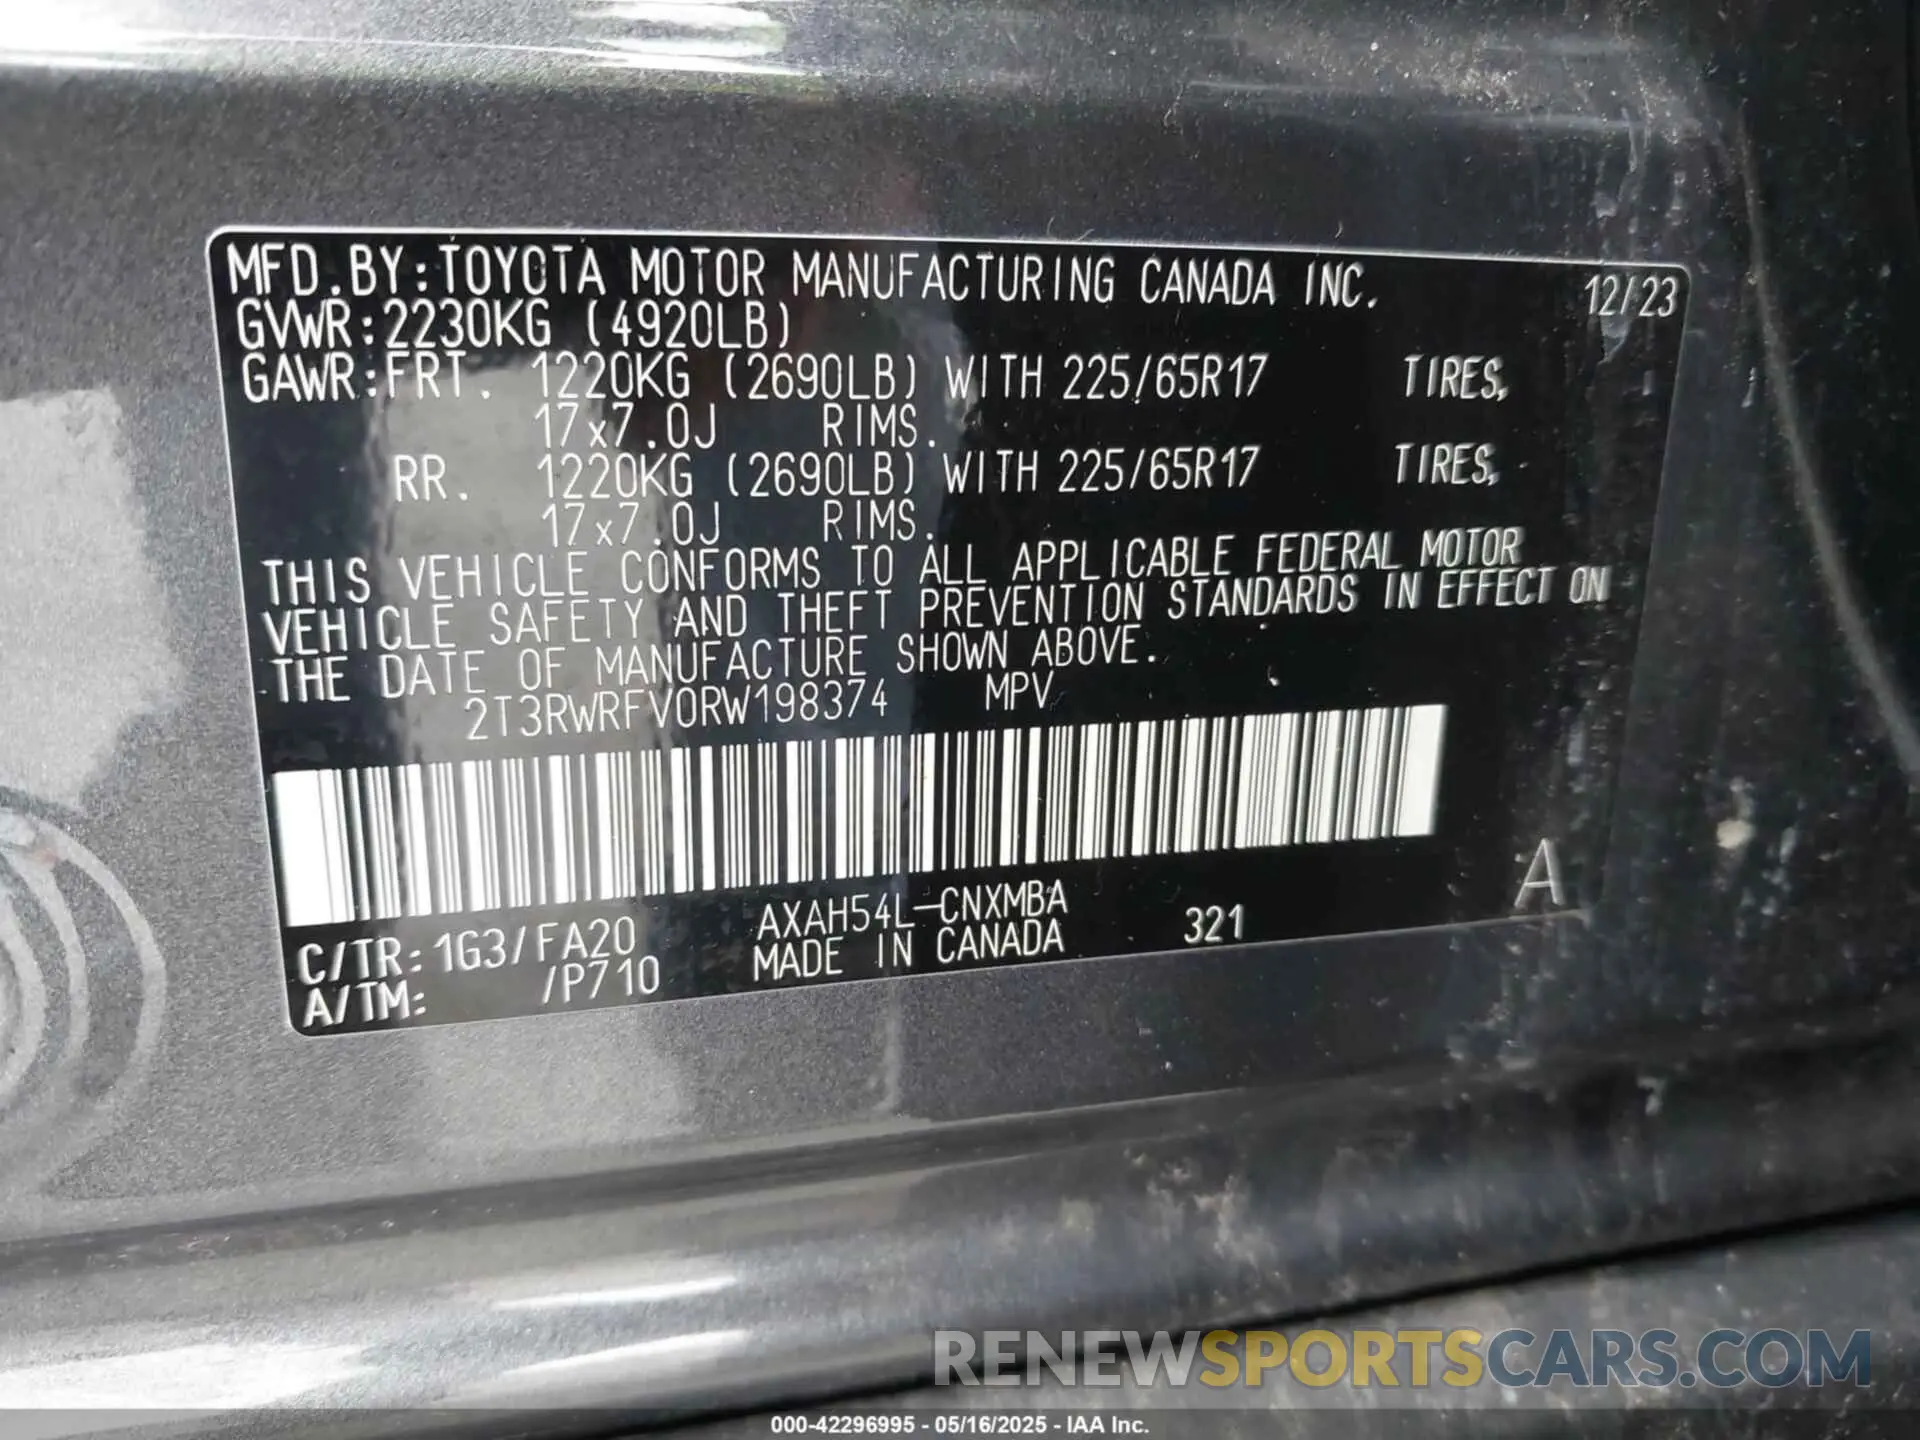 MFD.BY:TOYOTA MOTOR MANUFACTURING CANADA INC. 12/23
GVWR:2230KG (4920LB)
GAWR:FRT. 1220KG (2690LB) WITH 225/65R17 TIRES,
17x7.0J RIMS.
RR. 1220KG (2690LB) WITH 225/65R17 TIRES,
17x7.0J RIMS.
THIS VEHICLE CONFORMS TO ALL APPLICABLE FEDERAL MOTOR
VEHICLE SAFETY AND THEFT PREVENTION STANDARDS IN EFFECT ON
THE DATE OF MANUFACTURE SHOWN ABOVE.
2T3RWRFV0RW198374 MPV
A
C/TR:1G3/FA20 AXAH54L-CNXMBA 321
A/TM: /P710 MADE IN CANADA
RENEWSPORTSCARS.COM
000-42296995 - 05/16/2025 - IAA Inc.